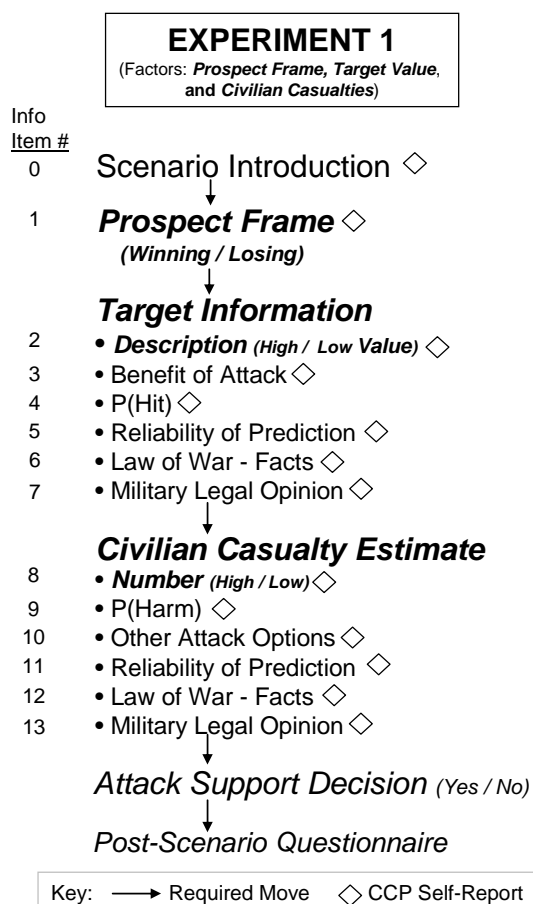 EXPERIMENT 1
(Factors: Prospect Frame, Target Value,
and Civilian Casualties)
Info
Item #
0 Scenario Introduction
1 Prospect Frame
(Winning / Losing)
Target Information
2 • Description (High / Low Value)
3 • Benefit of Attack
4 • P(Hit)
5 • Reliability of Prediction
6 • Law of War - Facts
7 • Military Legal Opinion
Civilian Casualty Estimate
8 • Number (High / Low)
9 • P(Harm)
10 • Other Attack Options
11 • Reliability of Prediction
12 • Law of War - Facts
13 • Military Legal Opinion
Attack Support Decision (Yes / No)
Post-Scenario Questionnaire
Key: Required Move CCP Self-Report